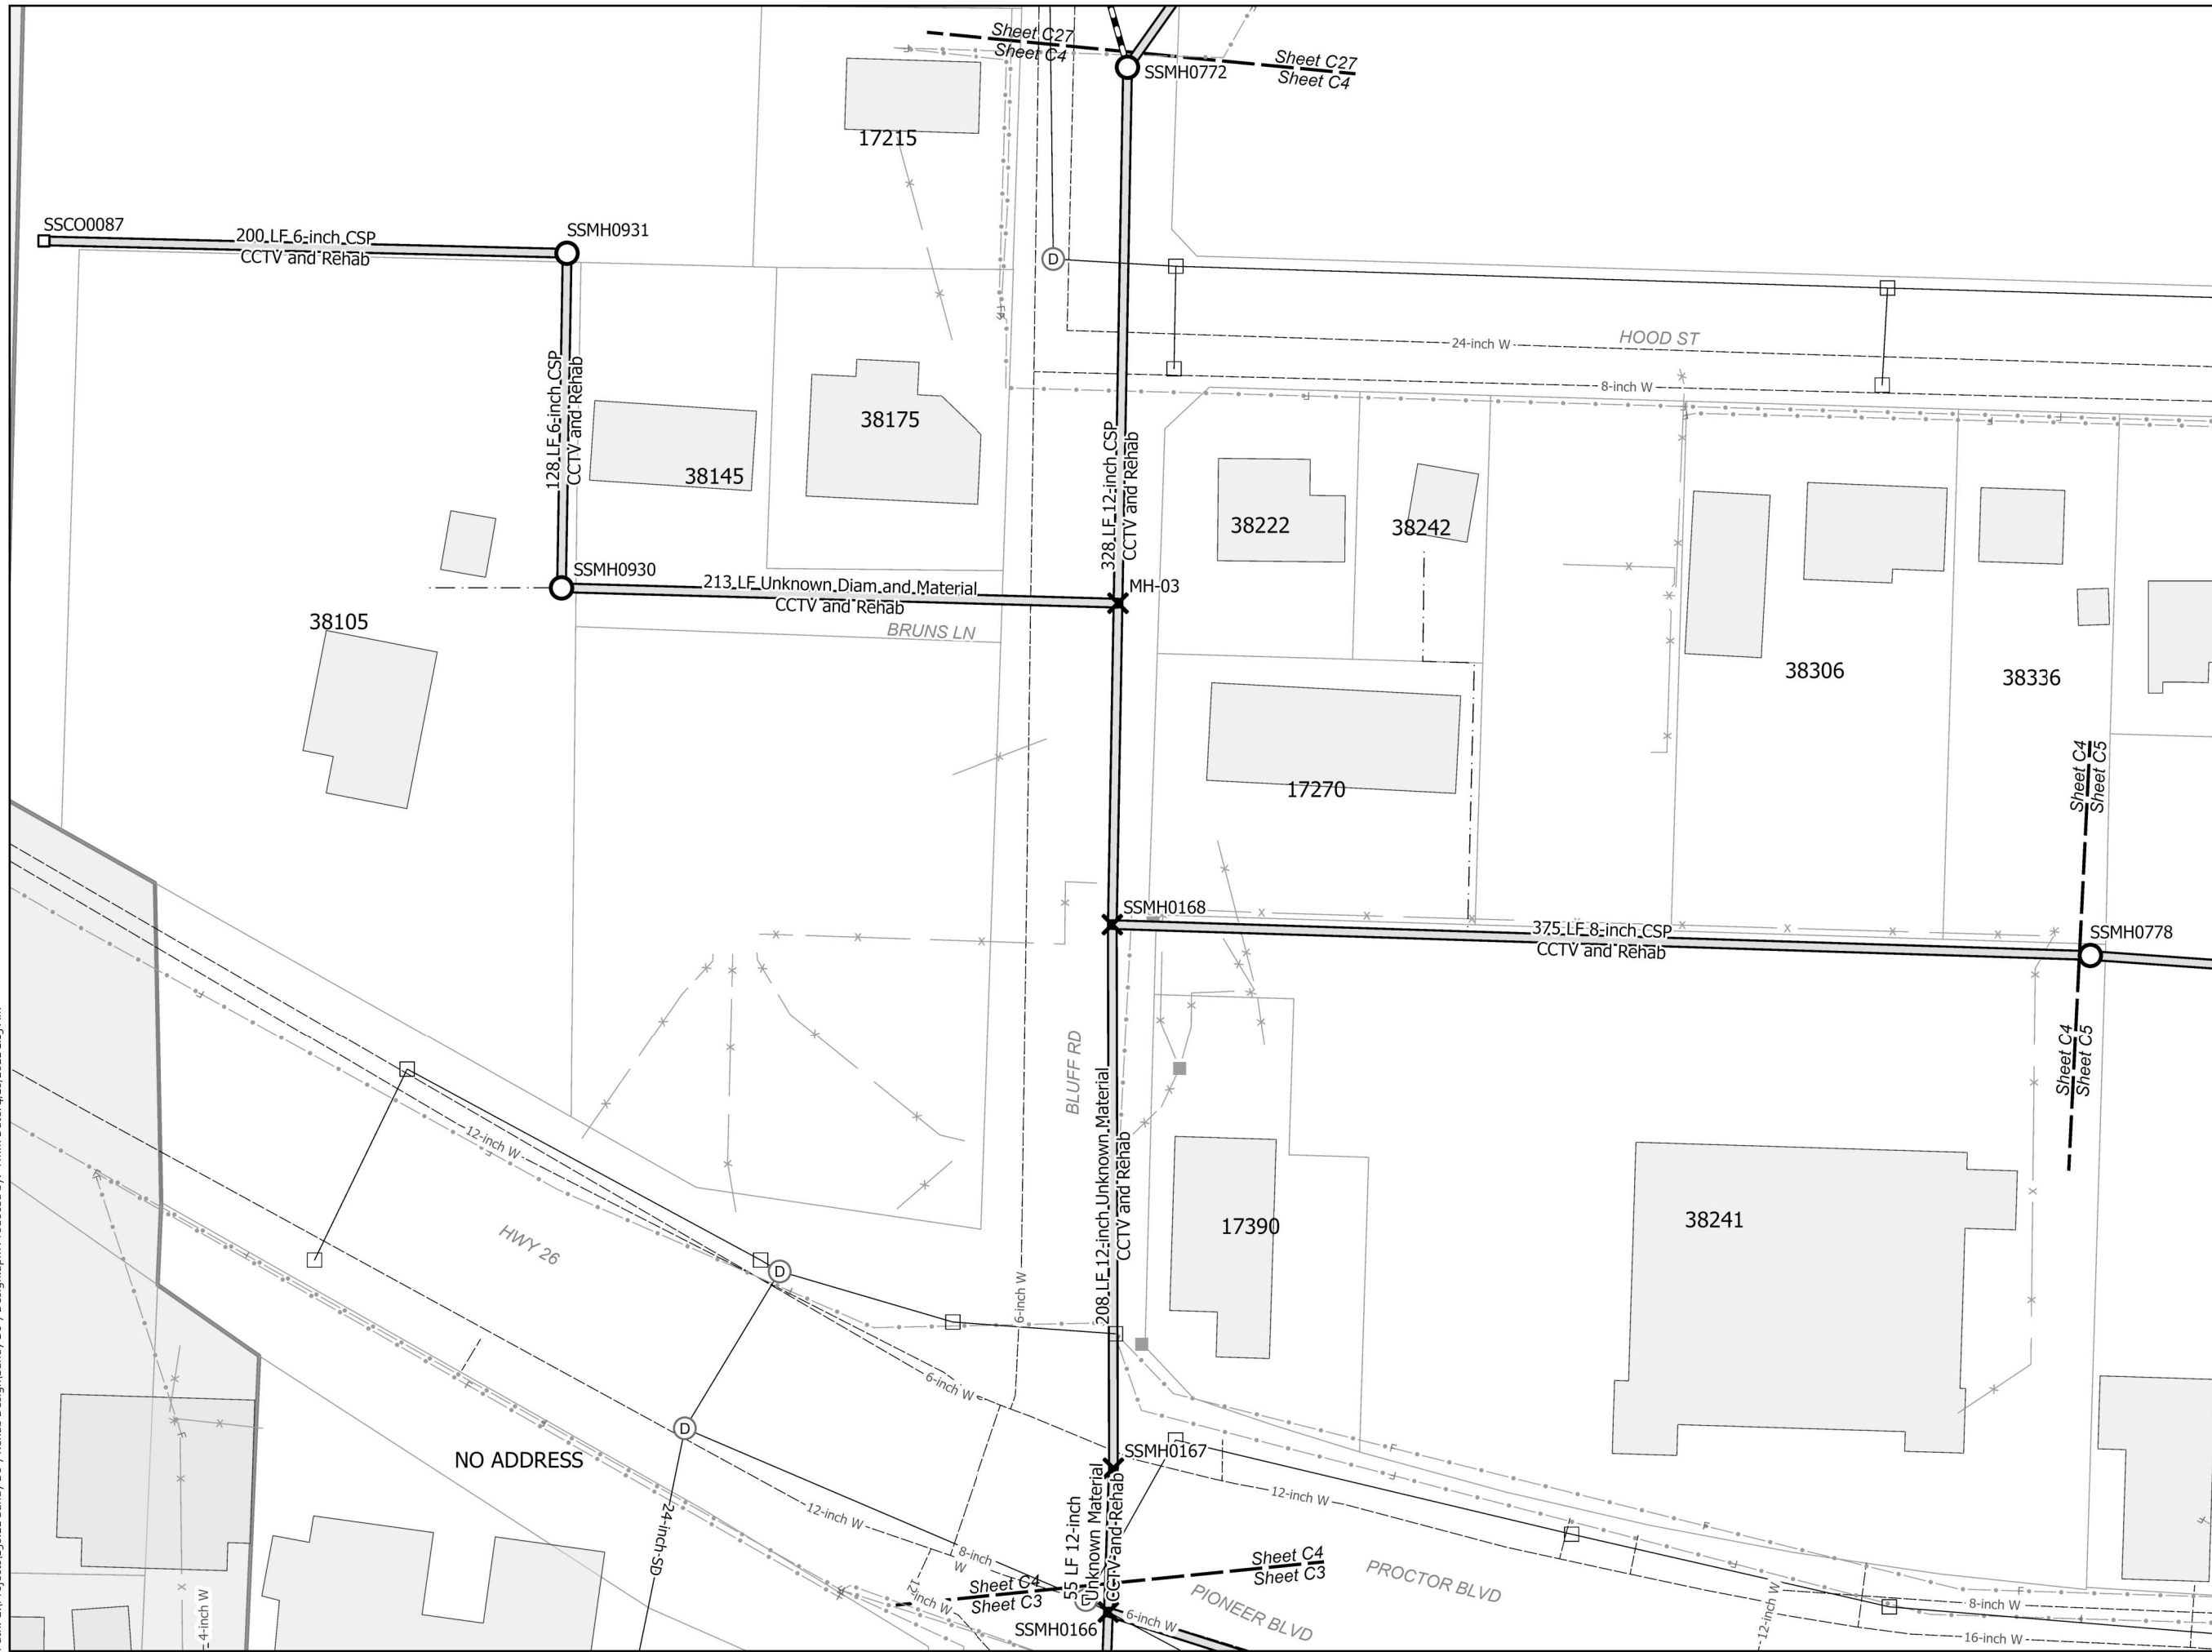 Sheet C27
Sheet C4
Sheet C27
Sheet C4
SSMH0772
17215
SSCO0087
200 LF 6-inch CSP
CCTV and Rehab
SSMH0931
D
24-inch W
HOOD ST
8-inch W
128 LF 6-inch CSP
CCTV and Rehab
38145
38175
328 LF 12-inch CSP
CCTV and Rehab
38222
38242
38306
38336
SSMH0930
213 LF Unknown Diam and Material
CCTV and Rehab
MH-03
BRUNS LN
38105
17270
Sheet C4
Sheet C5
SSMH0168
375 LF 8-inch CSP
CCTV and Rehab
SSMH0778
Sheet C4
Sheet C5
BLUFF RD
208 LF 12-inch Unknown Material
CCTV and Rehab
12-inch W
HWY 26
D
6-inch W
17390
38241
6-inch W
D
NO ADDRESS
24-inch SD
12-inch W
8-inch
W
12-inch W
SSMH0167
12-inch W
55 LF 12-inch
Unknown Material
CCTV and Rehab
Sheet C4
Sheet C3
Sheet C4
Sheet C3
SSMH0166
6-inch W
PIONEER BLVD
PROCTOR BLVD
12-inch W
8-inch W
16-inch W
4-inch W